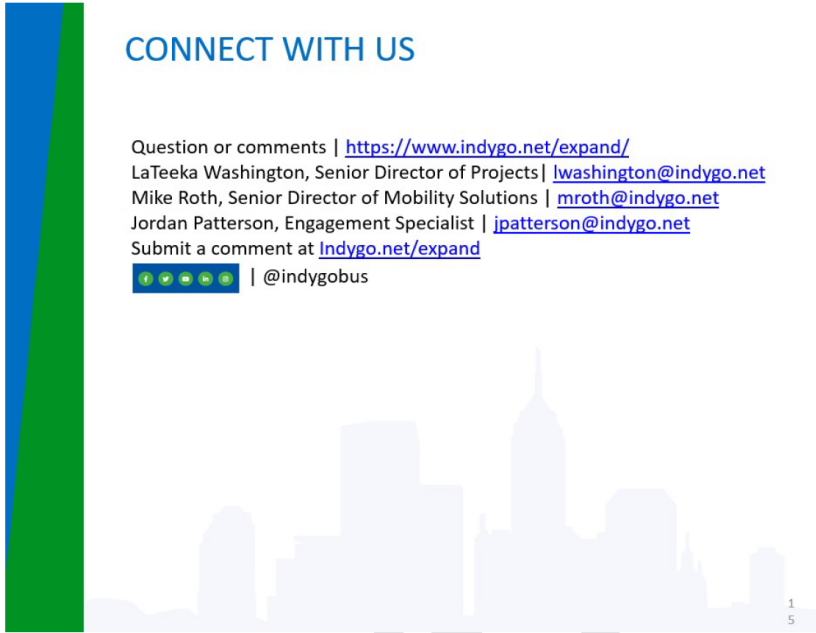 CONNECT WITH US
Question or comments | https://www.indygo.net/expand/
LaTeeka Washington, Senior Director of Projects| lwashington@indygo.net
Mike Roth, Senior Director of Mobility Solutions | mroth@indygo.net
Jordan Patterson, Engagement Specialist | jpatterson@indygo.net
Submit a comment at Indygo.net/expand
| @indygobus
1
5